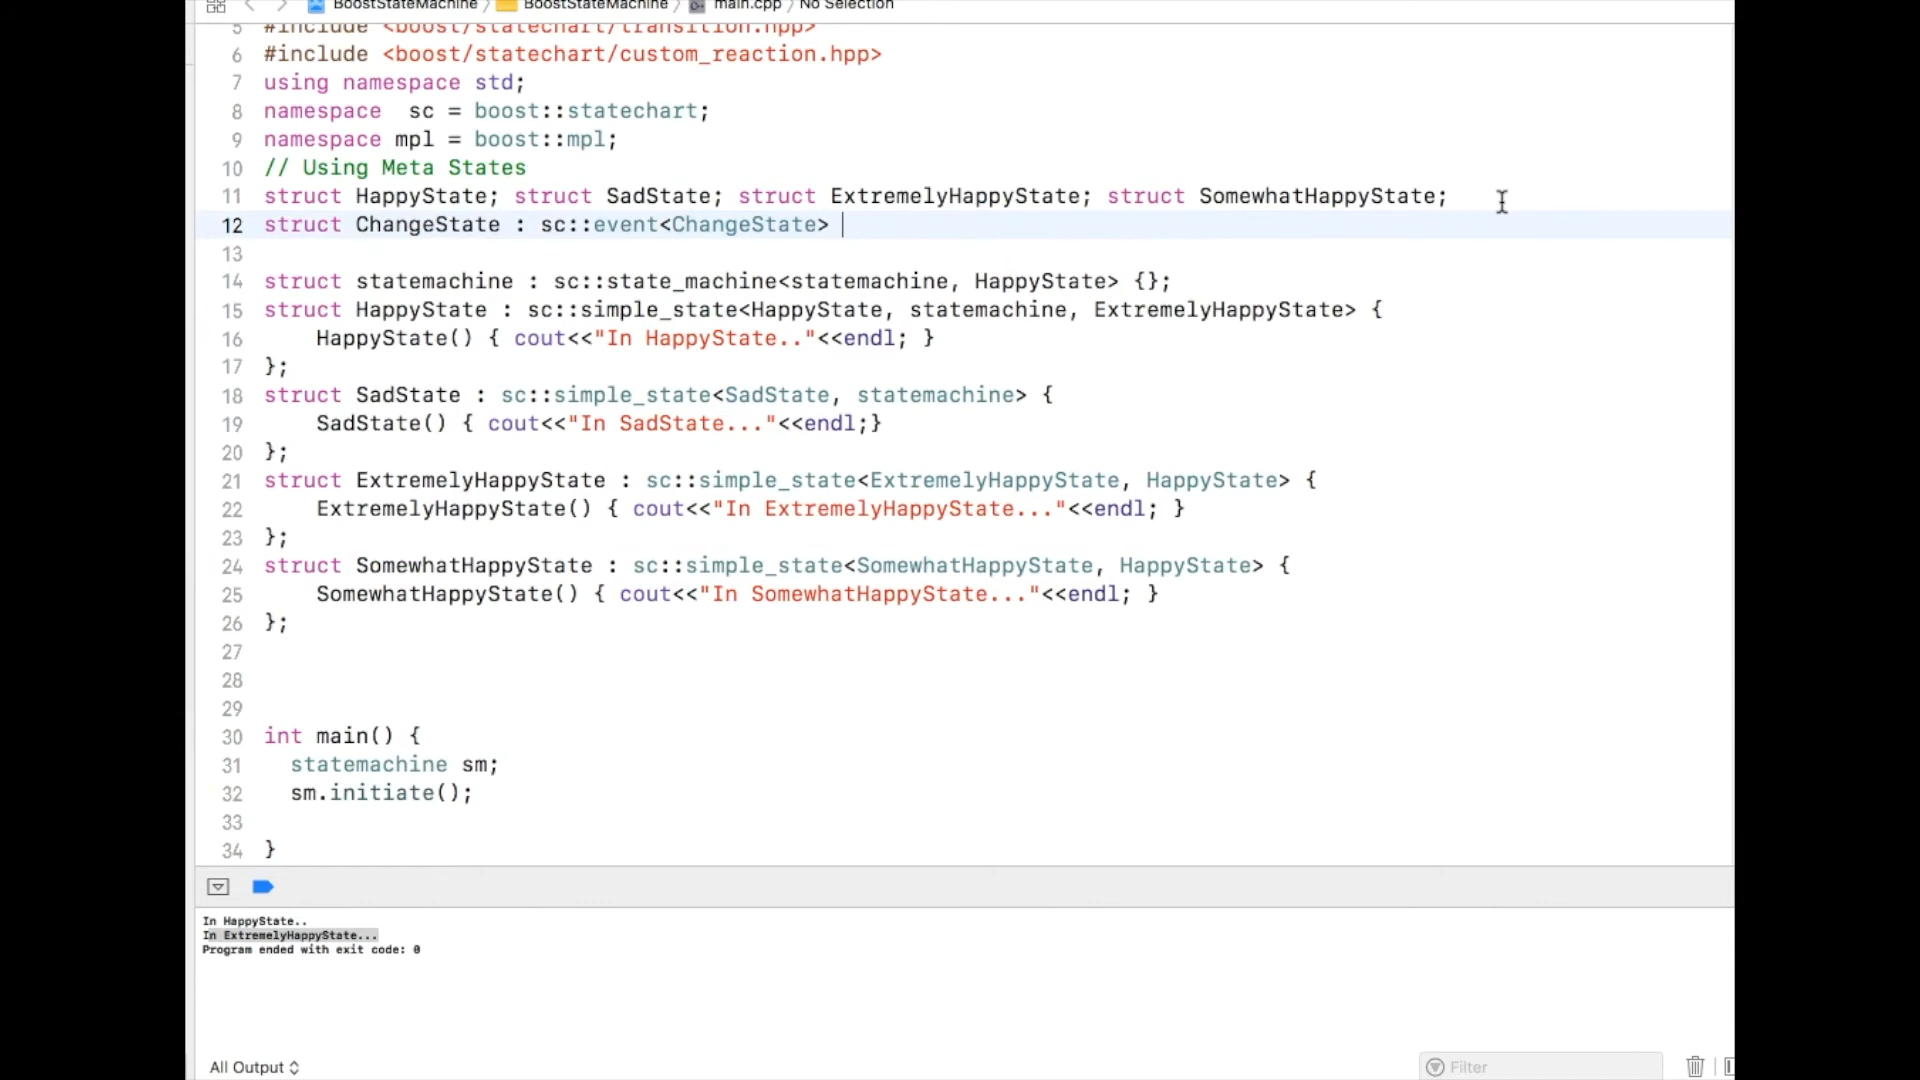 BoostStateMachine 〉 BoostStateMachine 〉 main.cpp 〉 No Selection
5 #include <boost/statechart/transition.hpp>
6 #include <boost/statechart/custom_reaction.hpp>
7 using namespace std;
8 namespace  sc = boost::statechart;
9 namespace mpl = boost::mpl;
10 // Using Meta States
11 struct HappyState; struct SadState; struct ExtremelyHappyState; struct SomewhatHappyState;
12 struct ChangeState : sc::event<ChangeState>
13
14 struct statemachine : sc::state_machine<statemachine, HappyState> {};
15 struct HappyState : sc::simple_state<HappyState, statemachine, ExtremelyHappyState> {
16     HappyState() { cout<<"In HappyState.."<<endl; }
17 };
18 struct SadState : sc::simple_state<SadState, statemachine> {
19     SadState() { cout<<"In SadState..."<<endl;}
20 };
21 struct ExtremelyHappyState : sc::simple_state<ExtremelyHappyState, HappyState> {
22     ExtremelyHappyState() { cout<<"In ExtremelyHappyState..."<<endl; }
23 };
24 struct SomewhatHappyState : sc::simple_state<SomewhatHappyState, HappyState> {
25     SomewhatHappyState() { cout<<"In SomewhatHappyState..."<<endl; }
26 };
27
28
29
30 int main() {
31   statemachine sm;
32   sm.initiate();
33
34 }
In HappyState..
In ExtremelyHappyState...
Program ended with exit code: 0
All Output
Filter